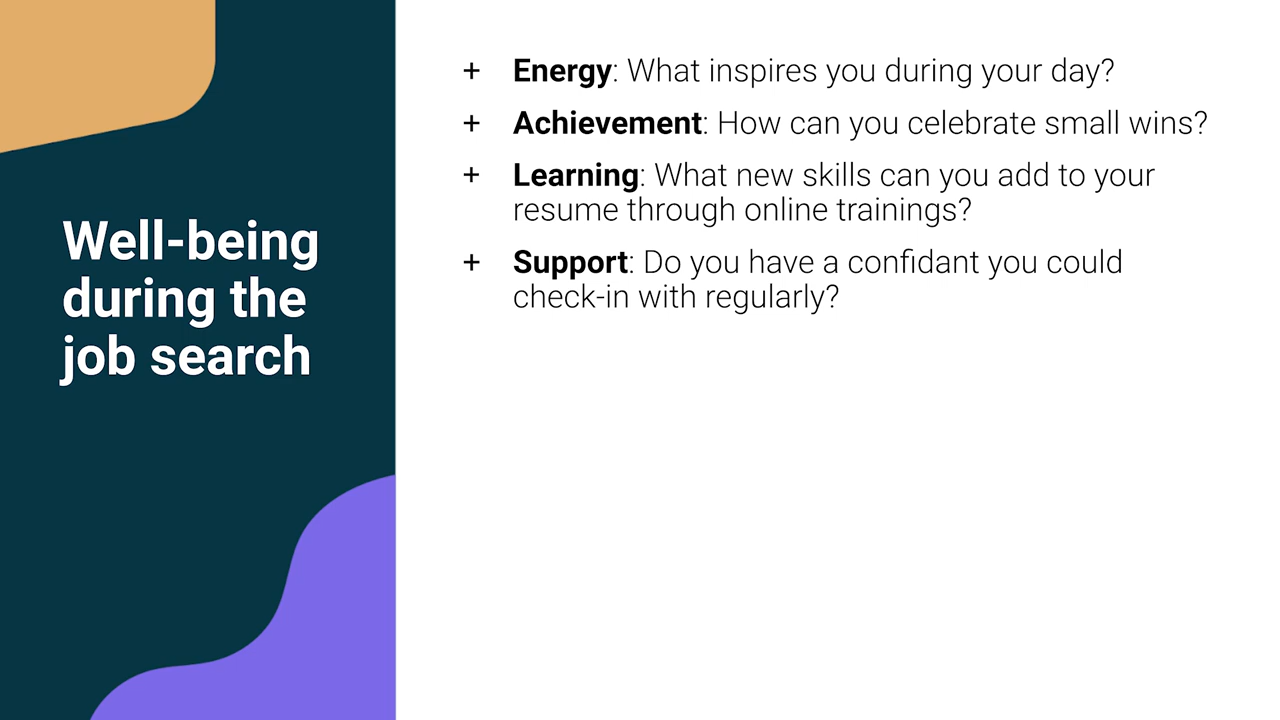 Well-being
during the
job search
+ Energy: What inspires you during your day?
+ Achievement: How can you celebrate small wins?
+ Learning: What new skills can you add to your
resume through online trainings?
+ Support: Do you have a confidant you could
check-in with regularly?